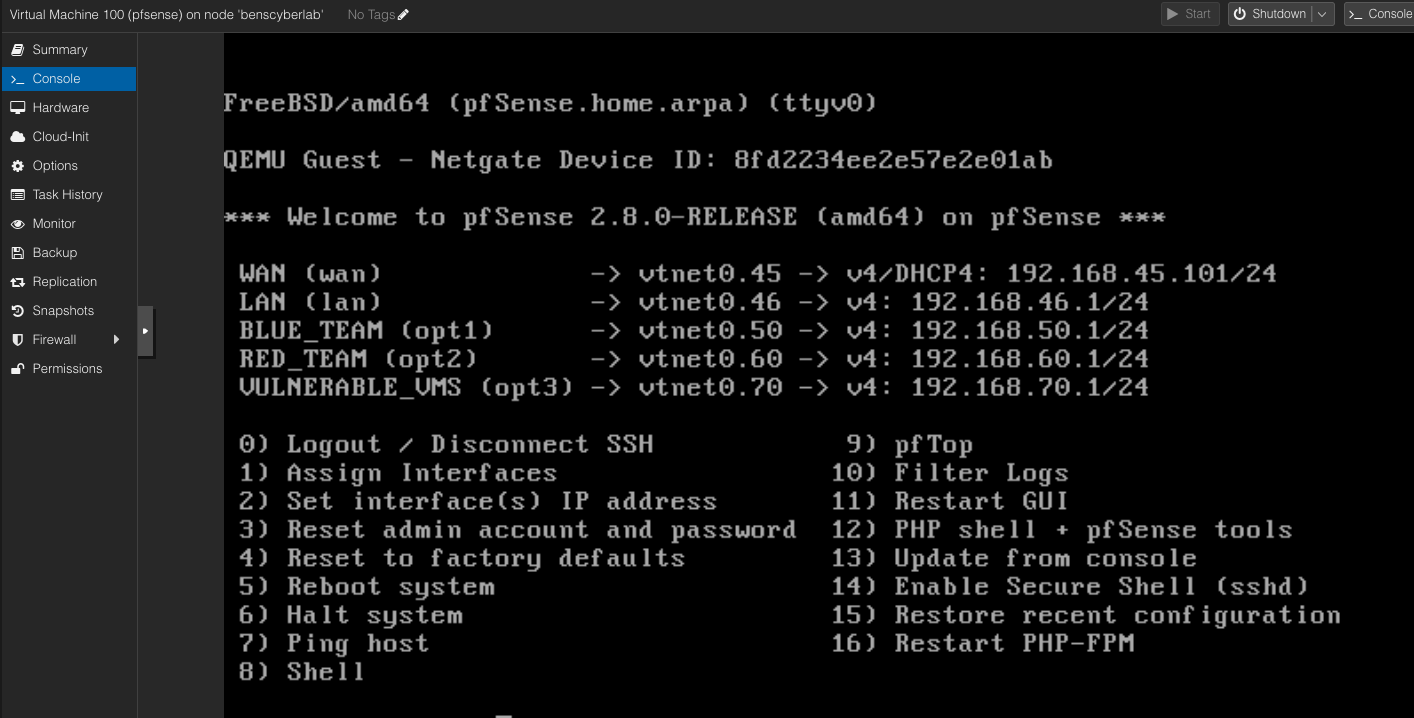 Virtual Machine 100 (pfsense) on node 'benscyberlab' No Tags Start Shutdown >_ Console
Summary
>_ Console
Hardware
Cloud-Init
Options
Task History
Monitor
Backup
Replication
Snapshots
Firewall
Permissions
FreeBSD/amd64 (pfSense.home.arpa) (ttyv0)
QEMU Guest - Netgate Device ID: 8fd2234ee2e57e2e01ab
*** Welcome to pfSense 2.8.0-RELEASE (amd64) on pfSense ***
WAN (wan) -> vtnet0.45 -> v4/DHCP4: 192.168.45.101/24
LAN (lan) -> vtnet0.46 -> v4: 192.168.46.1/24
BLUE_TEAM (opt1) -> vtnet0.50 -> v4: 192.168.50.1/24
RED_TEAM (opt2) -> vtnet0.60 -> v4: 192.168.60.1/24
VULNERABLE_VMS (opt3) -> vtnet0.70 -> v4: 192.168.70.1/24
0) Logout / Disconnect SSH 9) pfTop
1) Assign Interfaces 10) Filter Logs
2) Set interface(s) IP address 11) Restart GUI
3) Reset admin account and password 12) PHP shell + pfSense tools
4) Reset to factory defaults 13) Update from console
5) Reboot system 14) Enable Secure Shell (sshd)
6) Halt system 15) Restore recent configuration
7) Ping host 16) Restart PHP-FPM
8) Shell